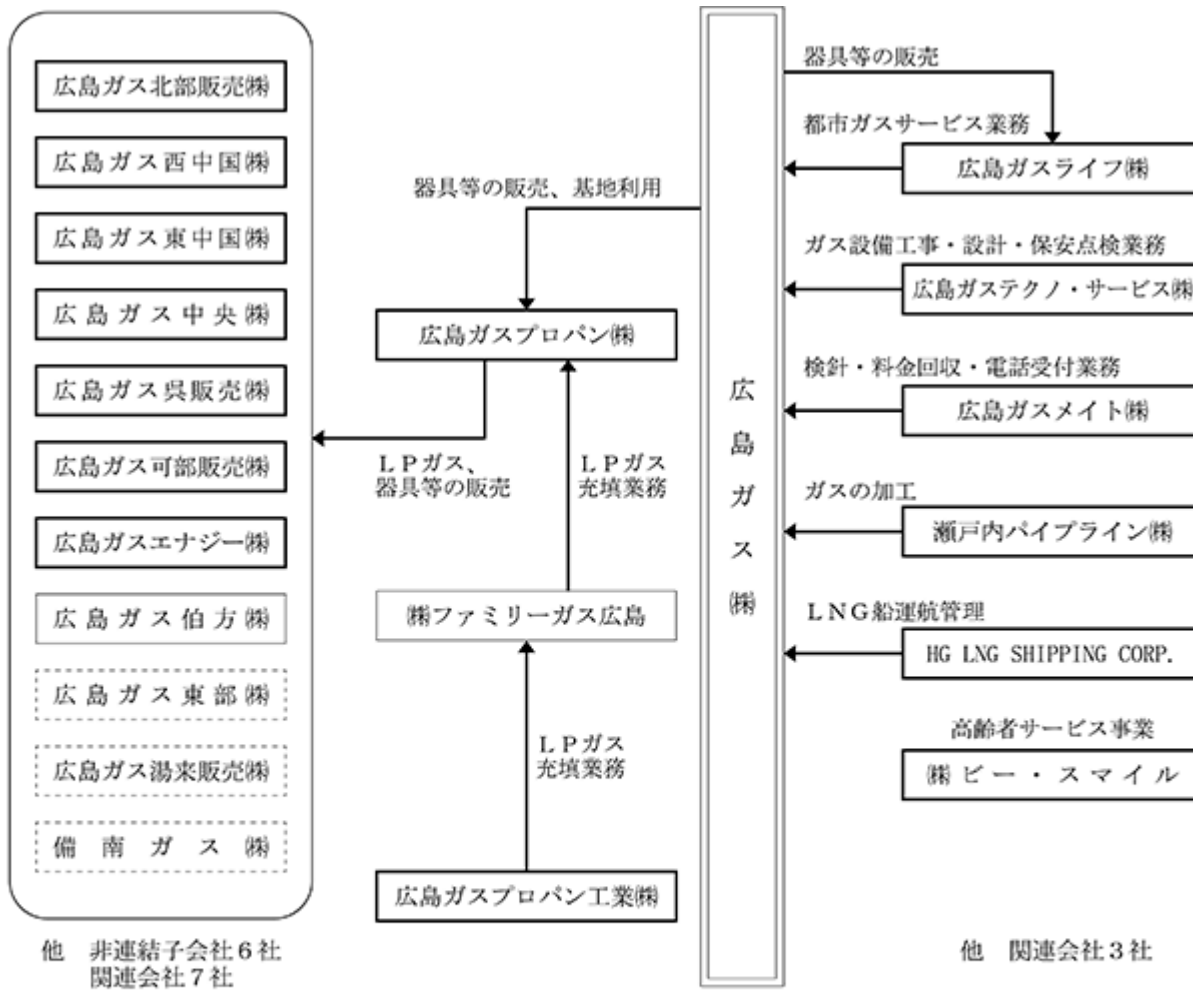 広島ガス北部販売㈱
広島ガス西中国㈱
広島ガス東中国㈱
広島ガス中央㈱
広島ガス呉販売㈱
広島ガス可部販売㈱
広島ガスエナジー㈱
広島ガス伯方㈱
広島ガス東部㈱
広島ガス湯来販売㈱
備南ガス㈱
他 非連結子会社6社
関連会社7社
器具等の販売、基地利用
広島ガスプロパン㈱
LPガス、
器具等の販売
LPガス
充填業務
㈱ファミリーガス広島
LPガス
充填業務
広島ガスプロパン工業㈱
広島ガス㈱
器具等の販売
都市ガスサービス業務
広島ガスライフ㈱
ガス設備工事・設計・保安点検業務
広島ガステクノ・サービス㈱
検針・料金回収・電話受付業務
広島ガスメイト㈱
ガスの加工
瀬戸内パイプライン㈱
LNG船運航管理
HG LNG SHIPPING CORP.
高齢者サービス事業
㈱ビー・スマイル
他 関連会社3社